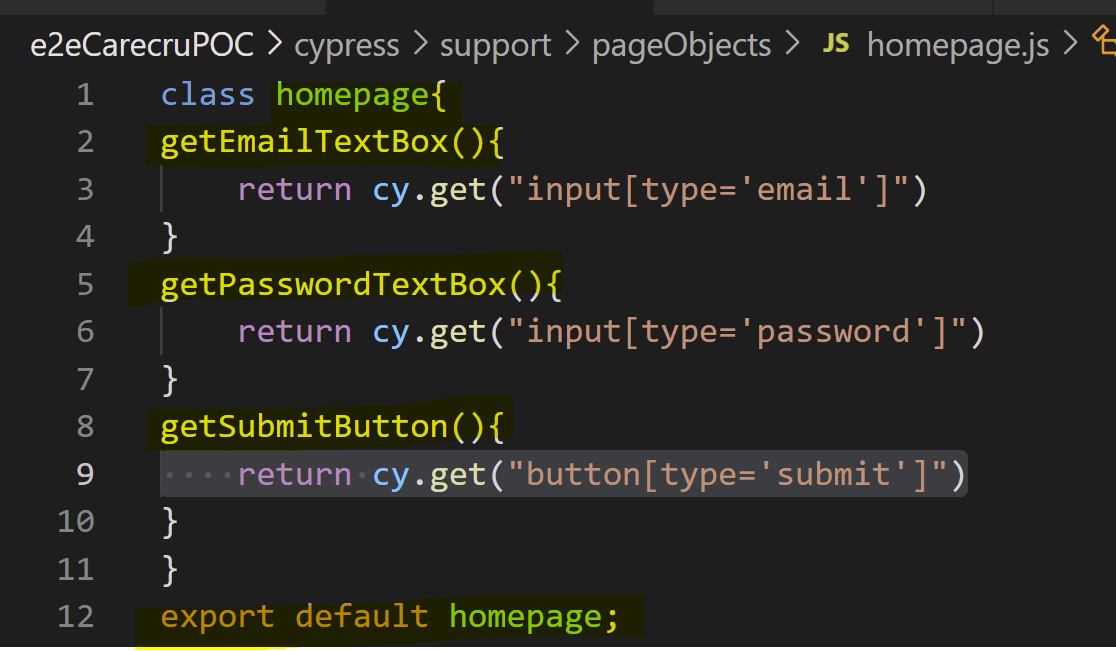 e2eCarecruPOC > cypress > support > pageObjects > JS homepage.js >
1 class homepage{
2 getEmailTextBox(){
3     return cy.get("input[type='email']")
4 }
5 getPasswordTextBox(){
6     return cy.get("input[type='password']")
7 }
8 getSubmitButton(){
9     return cy.get("button[type='submit']")
10 }
11 }
12 export default homepage;